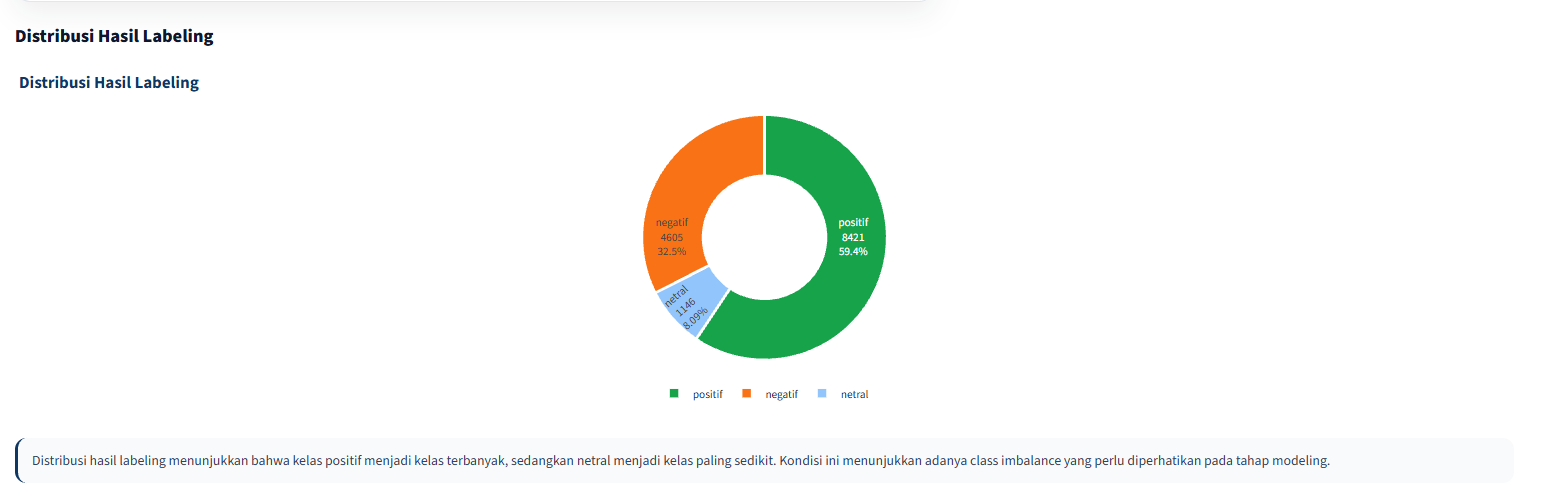 Distribusi Hasil Labeling
Distribusi Hasil Labeling
negatif
4605
32.5%
positif
8421
59.4%
netral
1146
8.09%
positif negatif netral
Distribusi hasil labeling menunjukkan bahwa kelas positif menjadi kelas terbanyak, sedangkan netral menjadi kelas paling sedikit. Kondisi ini menunjukkan adanya class imbalance yang perlu diperhatikan pada tahap modeling.